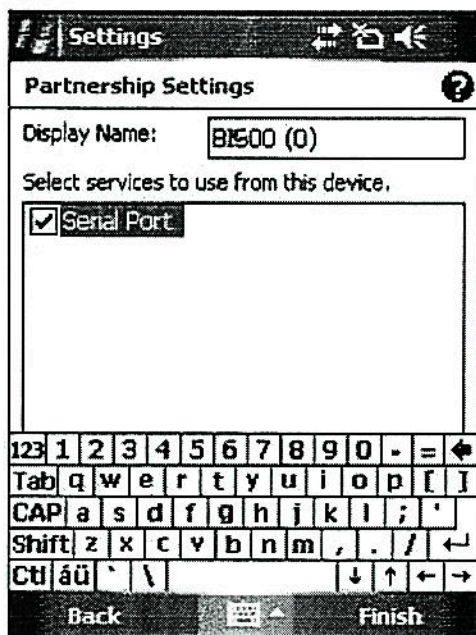 Settings
Partnership Settings
Display Name: BIS00 (0)
Select services to use from this device.
Serial Port
123 1 2 3 4 5 6 7 8 9 0 - = 
Tab q w e r t y u i o p [ ]
CAP a s d f g h j k l ; '
Shift z x c v b n m , . /
Ctl áü ` \
Back Finish